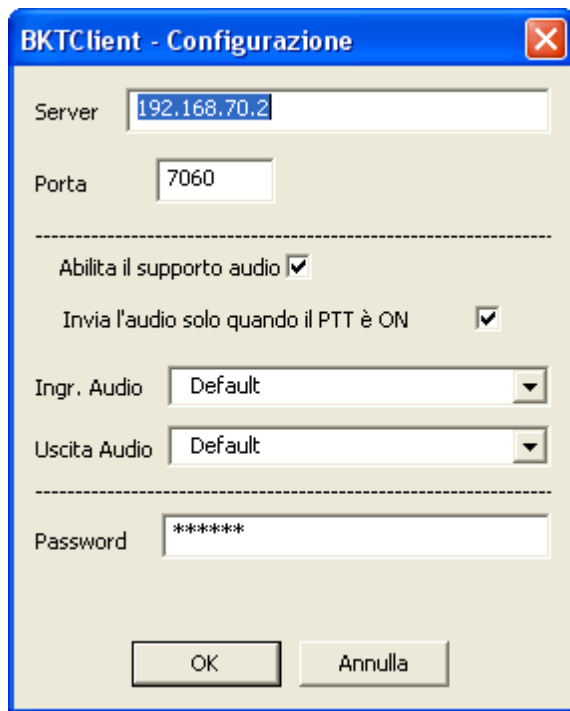 BKTClient - Configurazione
Server 192.168.70.2
Porta 7060
----------------------------------------------------------------
Abilita il supporto audio
Invia l'audio solo quando il PTT è ON
Ingr. Audio Default
Uscita Audio Default
----------------------------------------------------------------
Password ******
OK Annulla